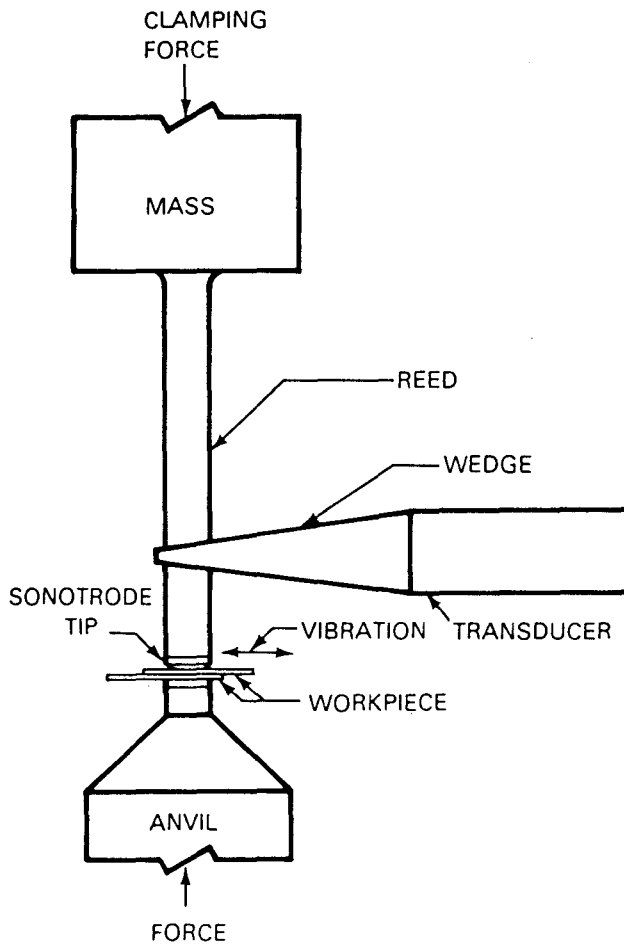 CLAMPING
FORCE
MASS
REED
WEDGE
SONOTRODE
TIP
VIBRATION
TRANSDUCER
WORKPIECE
ANVIL
FORCE